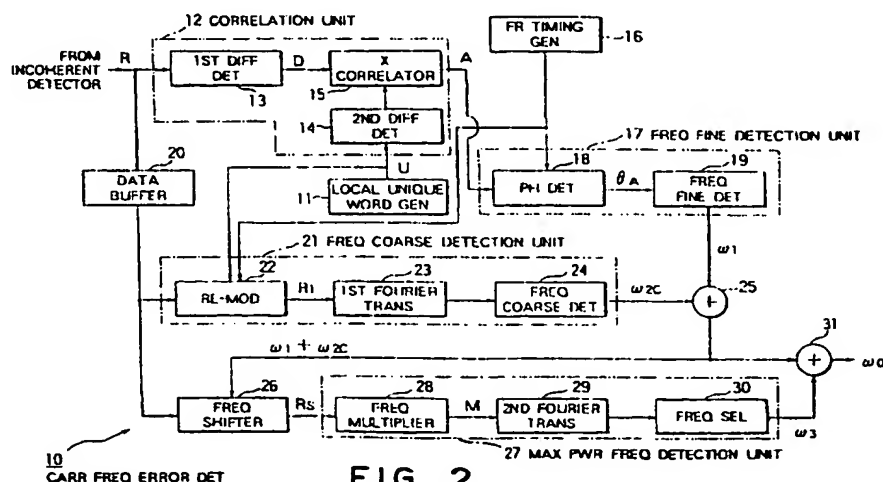 12 CORRELATION UNIT
FR TIMING GEN
16
FROM INCOHERENT DETECTOR
R
1ST DIFF DET
13
D
X CORRELATOR
15
A
14
2ND DIFF DET
17 FREQ FINE DETECTION UNIT
18
PH DET
θA
19
FREQ FINE DET
20
DATA BUFFER
U
11
LOCAL UNIQUE WORD GEN
21 FREQ COARSE DETECTION UNIT
22
RE-MOD
R1
23
1ST FOURIER TRANS
24
FREQ COARSE DET
ω2C
ω1
25
+
31
+
ω0
ω1 + ω2C
26
FREQ SHIFTER
RS
28
FREQ MULTIPLIER
M
29
2ND FOURIER TRANS
30
FREQ SEL
ω3
27 MAX PWR FREQ DETECTION UNIT
10
CARR FREQ ERROR DET
FIG. 2